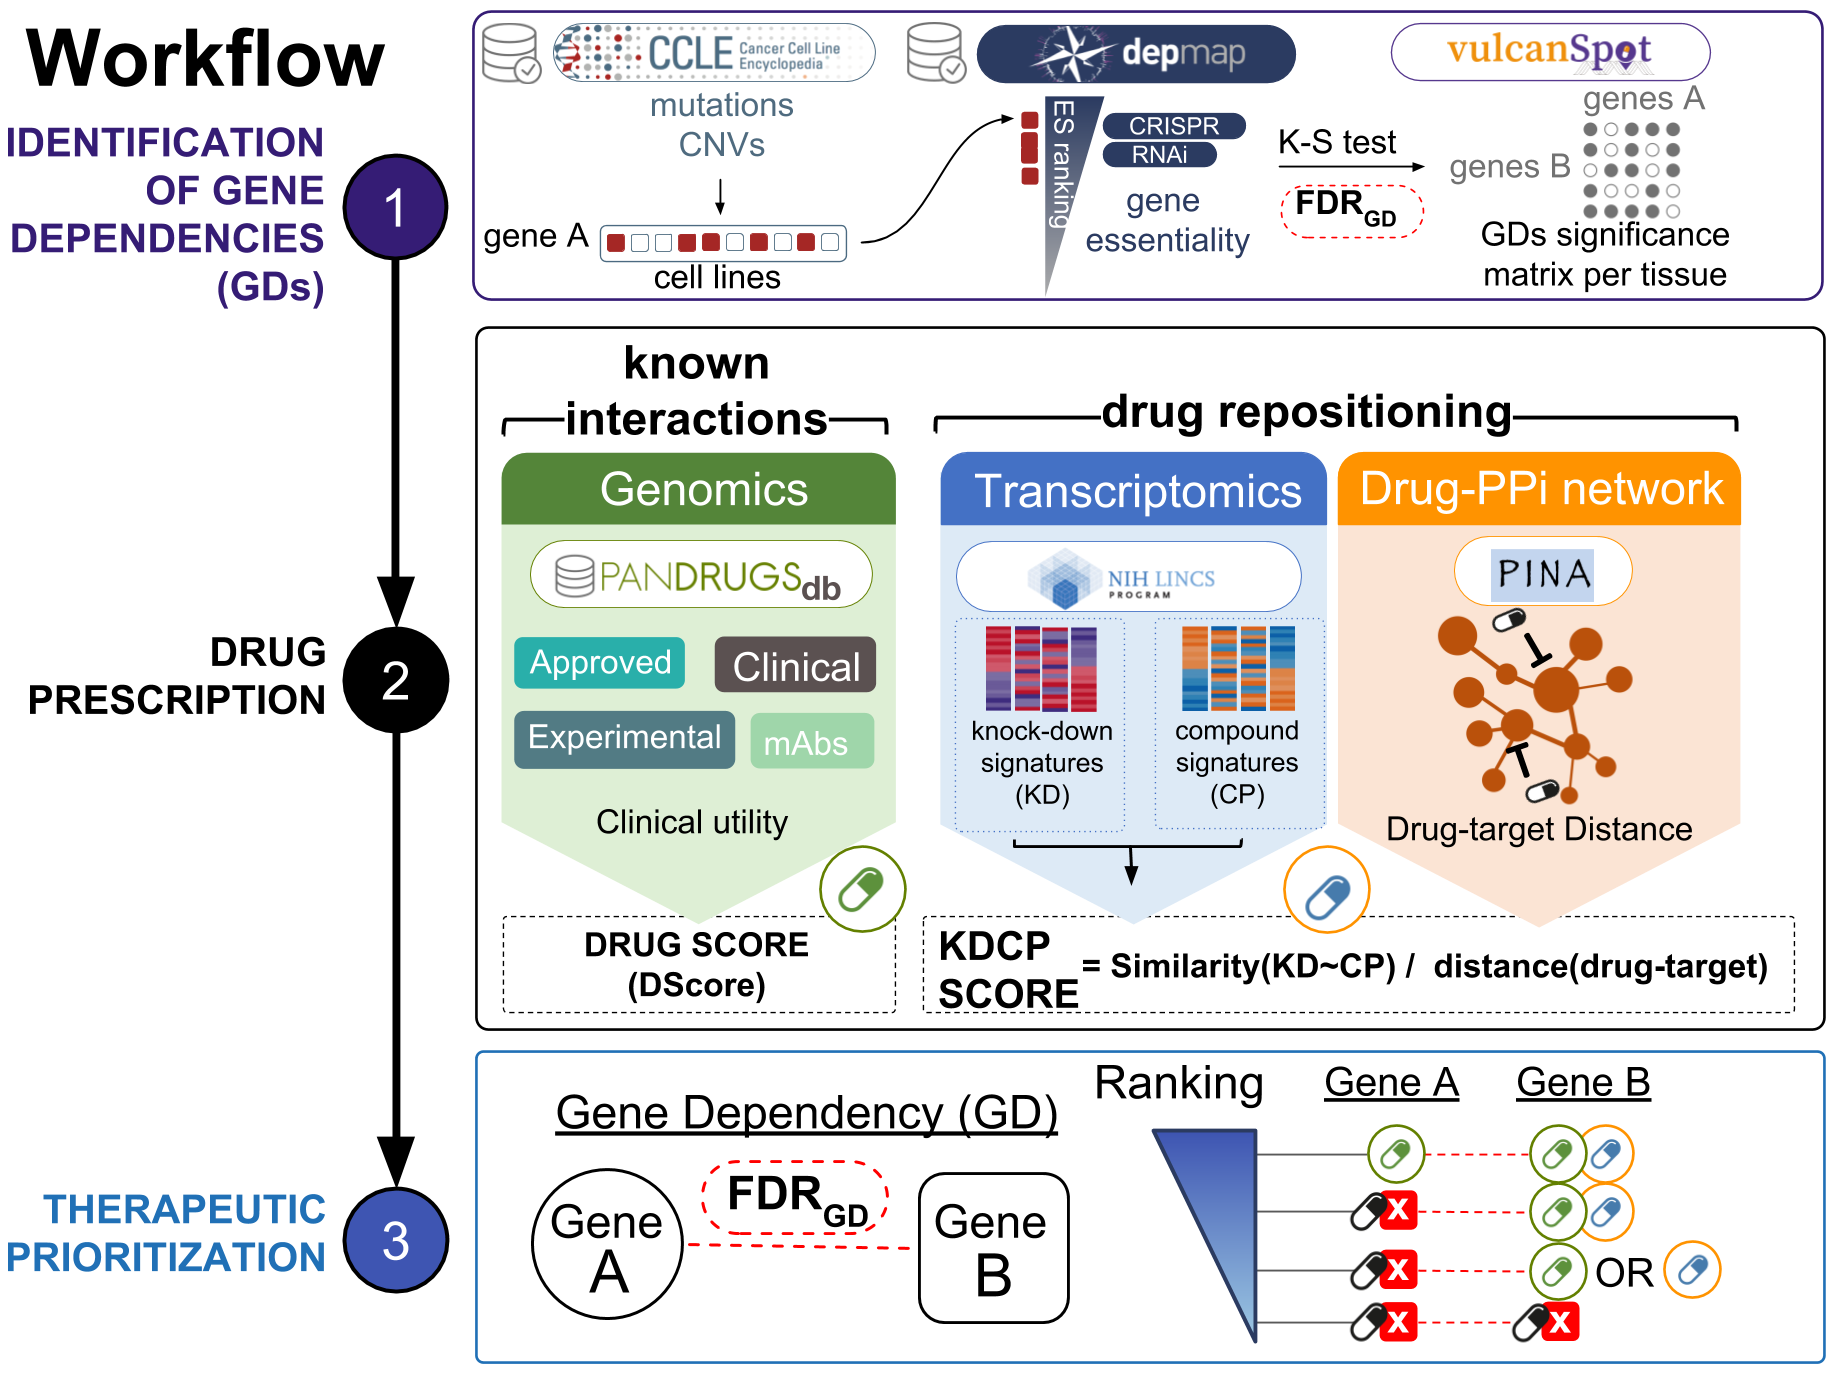 Workflow
IDENTIFICATION
OF GENE
DEPENDENCIES
(GDs)
1
CCLE Cancer Cell Line
Encyclopedia
mutations
CNVs
gene A
cell lines
depmap
ES ranking
CRISPR
RNAi
gene
essentiality
K-S test
FDRGD
vulcanSpot
genes A
genes B
GDs significance
matrix per tissue
DRUG
PRESCRIPTION
2
known
interactions
drug repositioning
Genomics
PANDRUGSdb
Approved
Clinical
Experimental
mAbs
Clinical utility
DRUG SCORE
(DScore)
Transcriptomics
NIH LINCS
PROGRAM
knock-down
signatures
(KD)
compound
signatures
(CP)
Drug-PPi network
PINA
Drug-target Distance
KDCP
SCORE
= Similarity(KD~CP) / distance(drug-target)
THERAPEUTIC
PRIORITIZATION
3
Gene Dependency (GD)
Gene
A
FDRGD
Gene
B
Ranking
Gene A
Gene B
X
X
OR
X
X